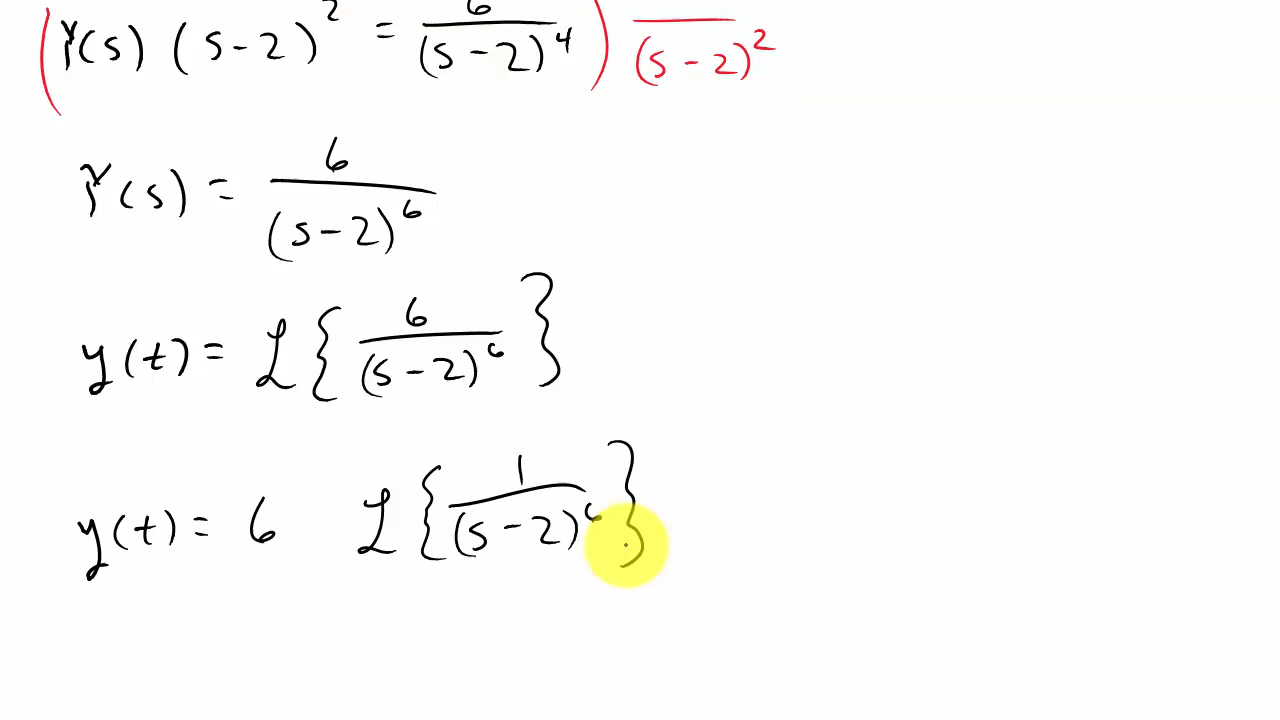 (Y(s) (s-2)^2 = 6/(s-2)^4) /(s-2)^2
Y(s) = 6/(s-2)^6
y(t) = ℒ{6/(s-2)^6}
y(t) = 6 ℒ{1/(s-2)^6}